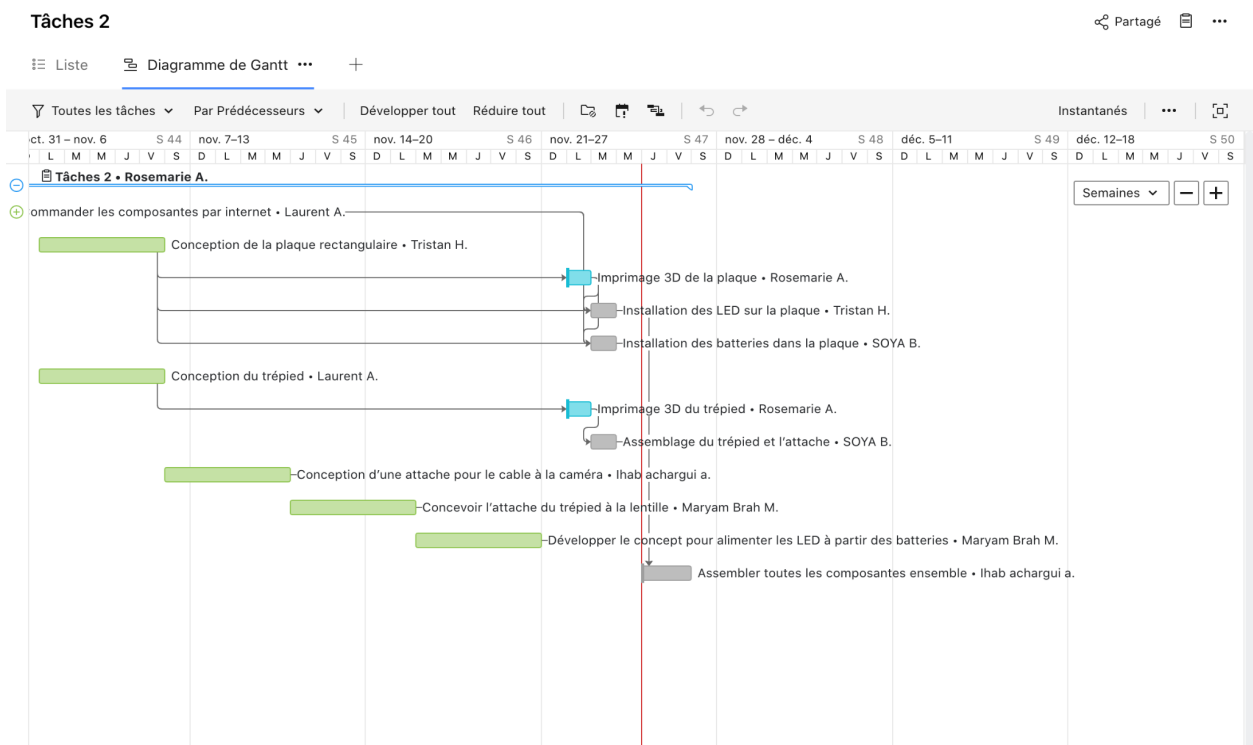 Tâches 2
Partagé
Liste
Diagramme de Gantt
Toutes les tâches
Par Prédécesseurs
Développer tout
Réduire tout
Instantanés
ct. 31 – nov. 6 S 44 nov. 7–13 S 45 nov. 14–20 S 46 nov. 21–27 S 47 nov. 28 – déc. 4 S 48 déc. 5–11 S 49 déc. 12–18 S 50
L M M J V S D L M M J V S D L M M J V S D L M M J V S D L M M J V S D L M M J V S D L M M J V S
Tâches 2 • Rosemarie A.
Semaines
ommander les composantes par internet • Laurent A.
Conception de la plaque rectangulaire • Tristan H.
Imprimage 3D de la plaque • Rosemarie A.
Installation des LED sur la plaque • Tristan H.
Installation des batteries dans la plaque • SOYA B.
Conception du trépied • Laurent A.
Imprimage 3D du trépied • Rosemarie A.
Assemblage du trépied et l'attache • SOYA B.
Conception d'une attache pour le cable à la caméra • Ihab achargui a.
Concevoir l'attache du trépied à la lentille • Maryam Brah M.
Développer le concept pour alimenter les LED à partir des batteries • Maryam Brah M.
Assembler toutes les composantes ensemble • Ihab achargui a.